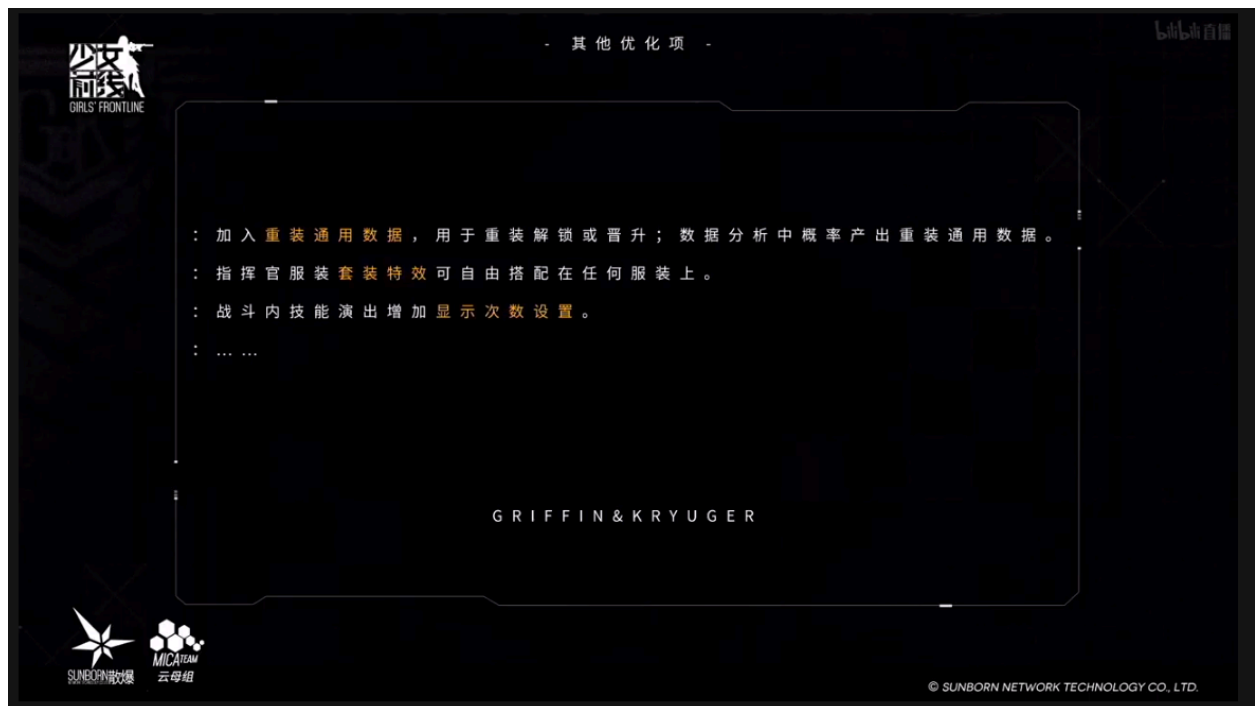 少女前线
GIRLS' FRONTLINE
- 其他优化项 -
bilibili直播
：加入重装通用数据，用于重装解锁或晋升；数据分析中概率产出重装通用数据。
：指挥官服装套装特效可自由搭配在任何服装上。
：战斗内技能演出增加显示次数设置。
：... ...
GRIFFIN&KRYUGER
SUNBORN散爆
MICATEAM
云母组
© SUNBORN NETWORK TECHNOLOGY CO., LTD.